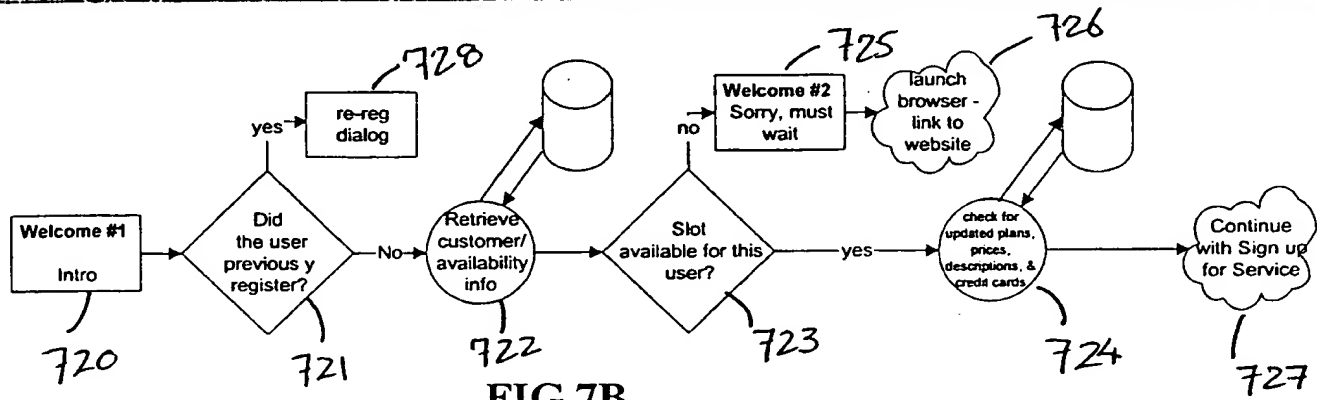 728
re-reg
dialog
yes
Welcome #1
Intro
720
Did
the user
previous y
register?
721
No
Retrieve
customer/
availability
info
722
Slot
available for this
user?
723
no
725
Welcome #2
Sorry, must
wait
726
launch
browser -
link to
website
yes
check for
updated plans,
prices,
descriptions, &
credit cards
724
Continue
with Sign up
for Service
727
FIG 7B